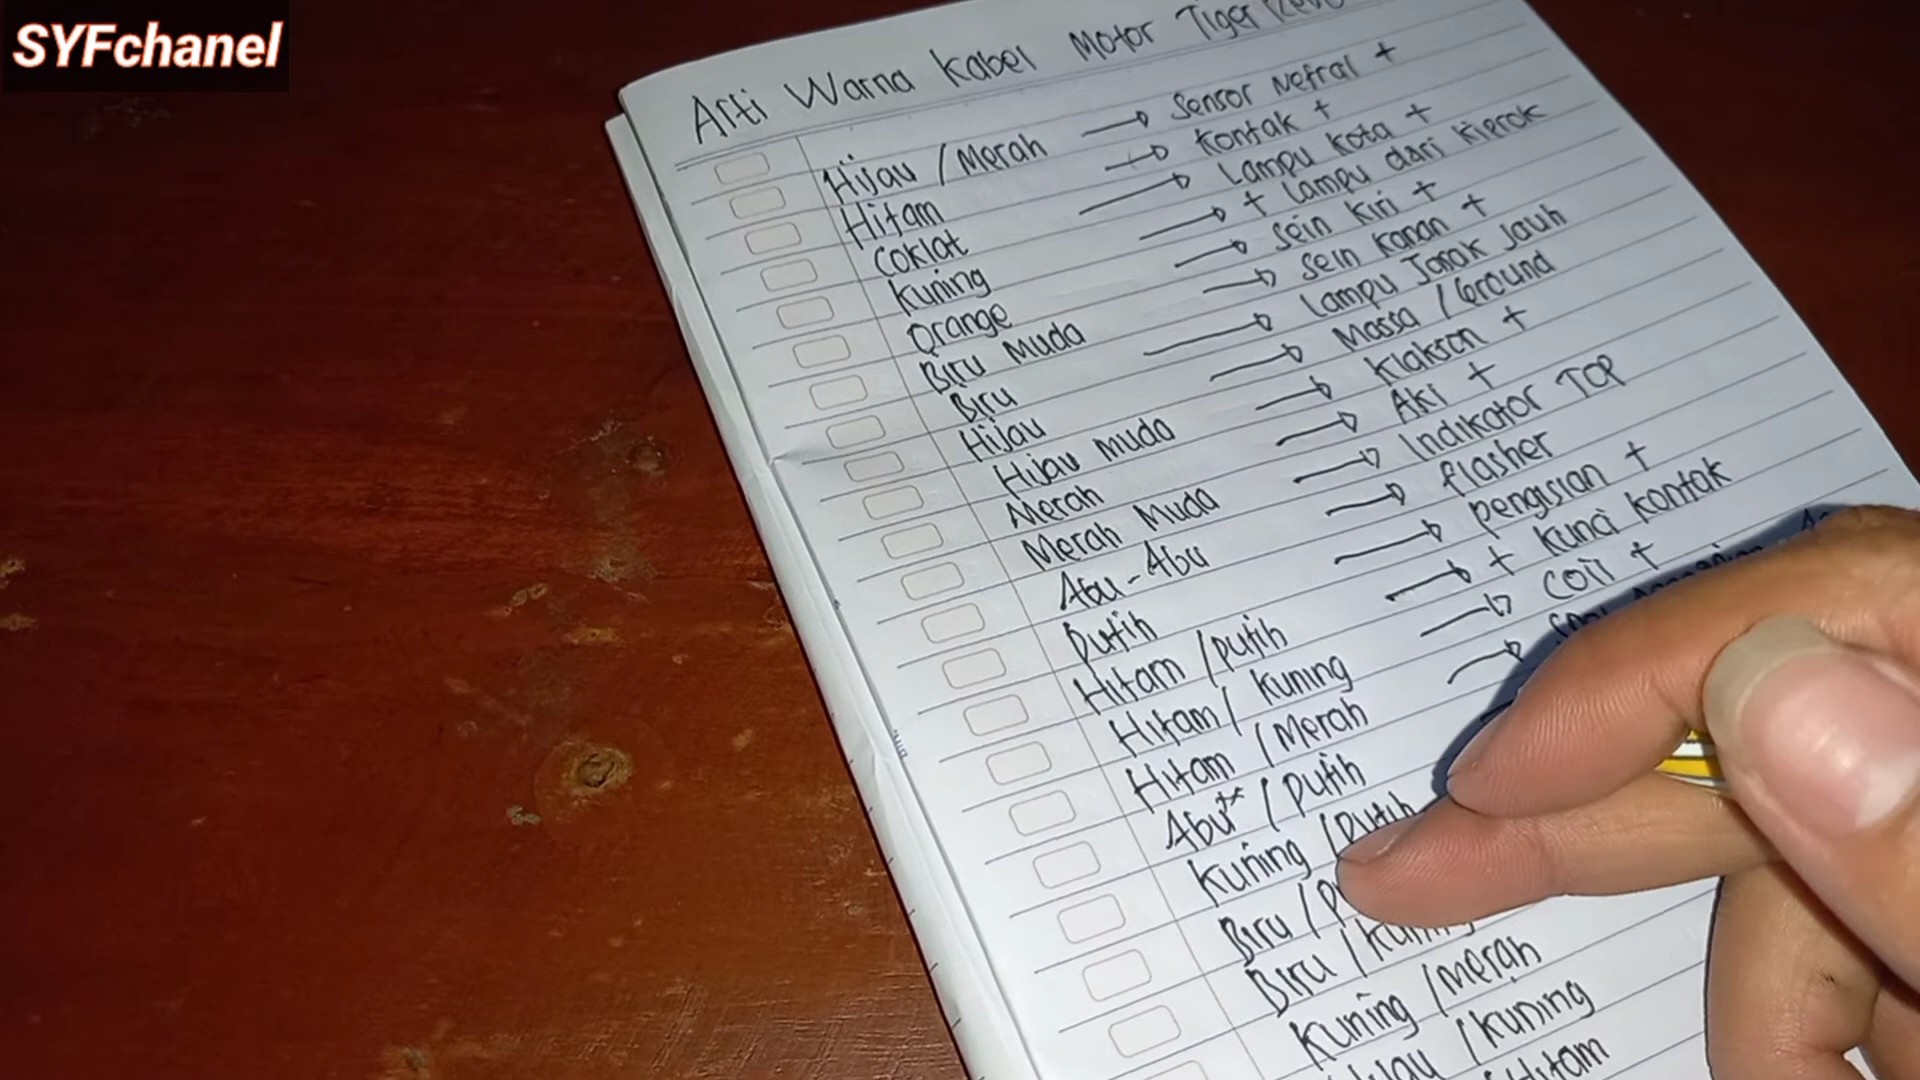 SYFchanel
Arti Warna Kabel Motor Tiger Revo
Hijau / Merah → Sensor Netral +
Hitam → Kontak +
Coklat → Lampu Kota +
Kuning → + Lampu dari kiprok
Orange → Sein Kiri +
Biru Muda → Sein Kanan +
Biru → Lampu Jarak Jauh
Hijau → Massa / Ground
Hijau Muda → Klakson +
Merah → Aki +
Merah Muda → Indikator TOP
Abu-Abu → flasher
Putih → pengisian +
Hitam / putih → + kunci kontak
Hitam / kuning → Coil +
Hitam / Merah →
Abu" / Putih
Kuning / Putih
Biru /
Biru / Kuning
Kuning / Merah
/ Kuning
/ Hitam